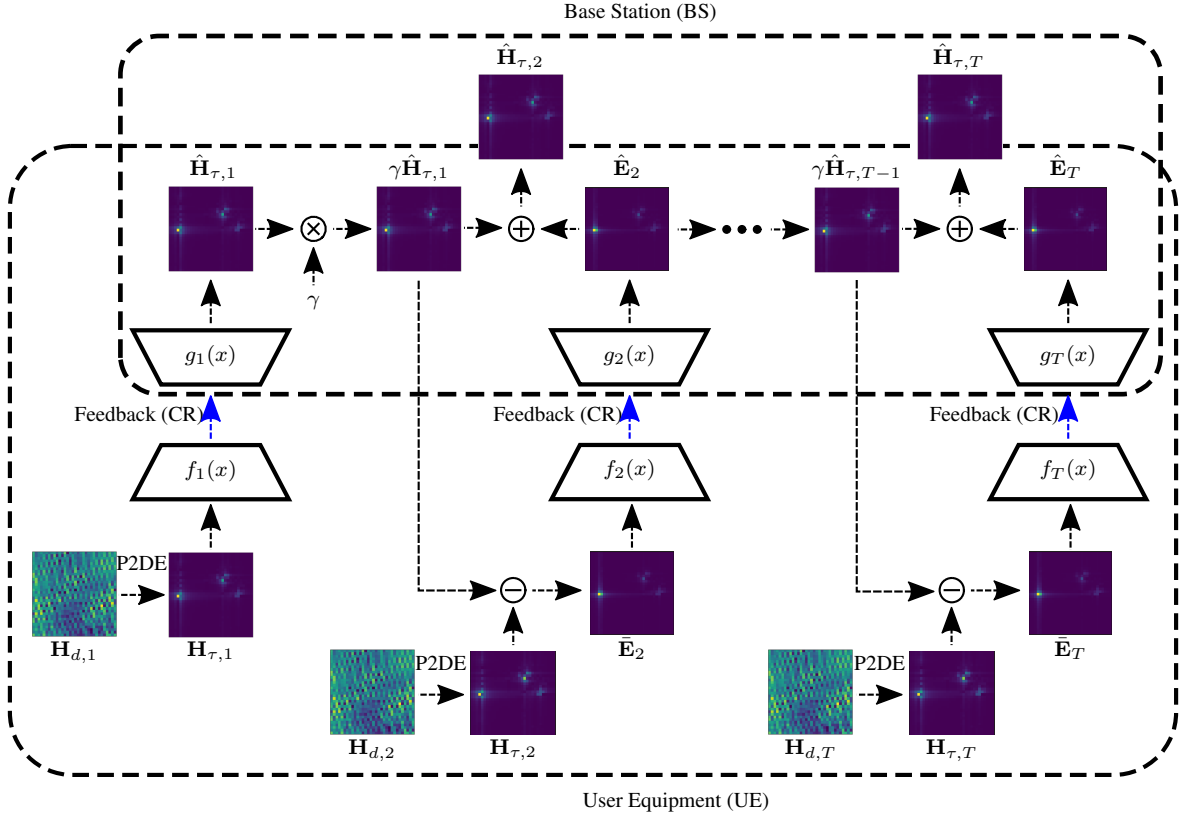 Base Station (BS)
Ĥτ,2
Ĥτ,T
Ĥτ,1
γĤτ,1
Ê2
γĤτ,T−1
ÊT
γ
g1(x)
g2(x)
gT(x)
Feedback (CR)
Feedback (CR)
Feedback (CR)
f1(x)
f2(x)
fT(x)
P2DE
Hd,1
Hτ,1
Ē2
ĒT
P2DE
P2DE
Hd,2
Hτ,2
Hd,T
Hτ,T
User Equipment (UE)